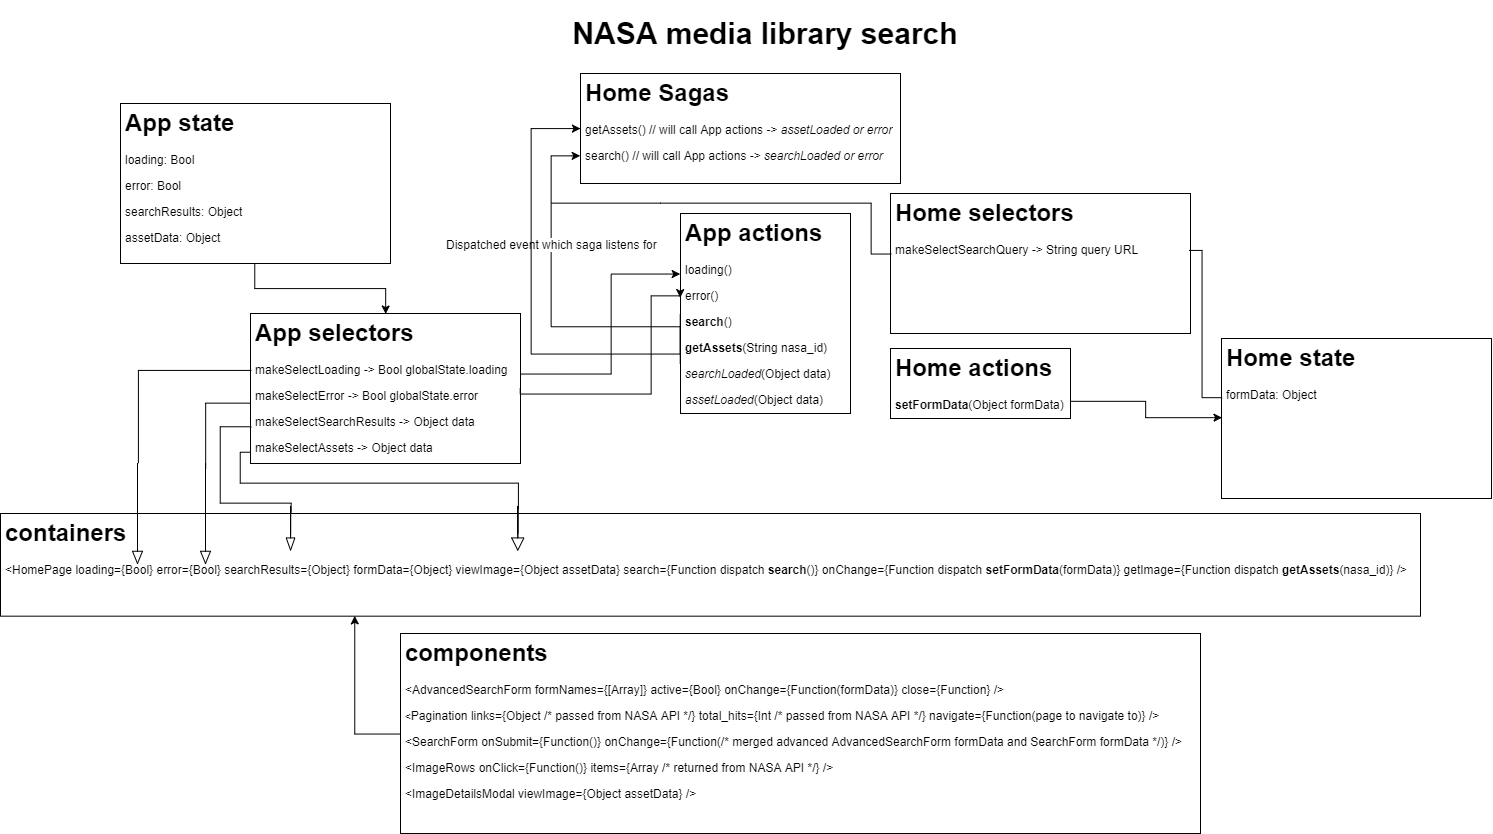 NASA media library search
Home Sagas
getAssets() // will call App actions -> assetLoaded or error
search() // will call App actions -> searchLoaded or error
App state
loading: Bool
error: Bool
searchResults: Object
assetData: Object
Home selectors
makeSelectSearchQuery -> String query URL
Dispatched event which saga listens for
App actions
loading()
error()
search()
getAssets(String nasa_id)
searchLoaded(Object data)
assetLoaded(Object data)
App selectors
makeSelectLoading -> Bool globalState.loading
makeSelectError -> Bool globalState.error
makeSelectSearchResults -> Object data
makeSelectAssets -> Object data
Home actions
setFormData(Object formData)
Home state
formData: Object
containers
<HomePage loading={Bool} error={Bool} searchResults={Object} formData={Object} viewImage={Object assetData} search={Function dispatch search()} onChange={Function dispatch setFormData(formData)} getImage={Function dispatch getAssets(nasa_id)} />
components
<AdvancedSearchForm formNames={[Array]} active={Bool} onChange={Function(formData)} close={Function} />
<Pagination links={Object /* passed from NASA API */} total_hits={Int /* passed from NASA API */} navigate={Function(page to navigate to)} />
<SearchForm onSubmit={Function()} onChange={Function(/* merged advanced AdvancedSearchForm formData and SearchForm formData */)} />
<ImageRows onClick={Function()} items={Array /* returned from NASA API */} />
<ImageDetailsModal viewImage={Object assetData} />